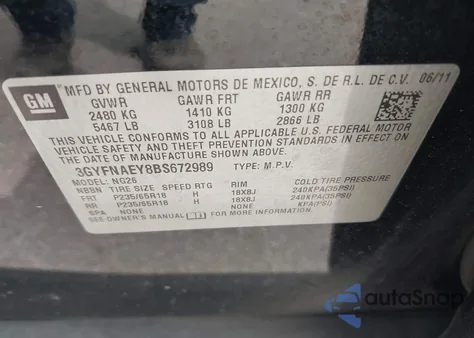 GM
MFD BY GENERAL MOTORS DE MEXICO, S. DE R.L. DE C.V. 06/11
GVWR GAWR FRT GAWR RR
2480 KG 1410 KG 1300 KG
5467 LB 3108 LB 2866 LB
THIS VEHICLE CONFORMS TO ALL APPLICABLE U.S. FEDERAL
VEHICLE SAFETY, BUMPER, AND THEFT PREVENTION STANDARDS IN EFFECT
ON THE DATE OF MANUFACTURE SHOWN ABOVE.
3GYFNAEY8BS672989 TYPE: M.P.V.
MODEL: NG26
TIRE SIZE SPEED RTG RIM COLD TIRE PRESSURE
FRT P235/65R18 H 18X8J 240KPA(35PSI)
RR P235/65R18 H 18X8J 240KPA(35PSI)
SPA NONE NONE KPA(PSI)
SEE OWNER MANUAL FOR ADDITIONAL INFORMATION.
autoSnap